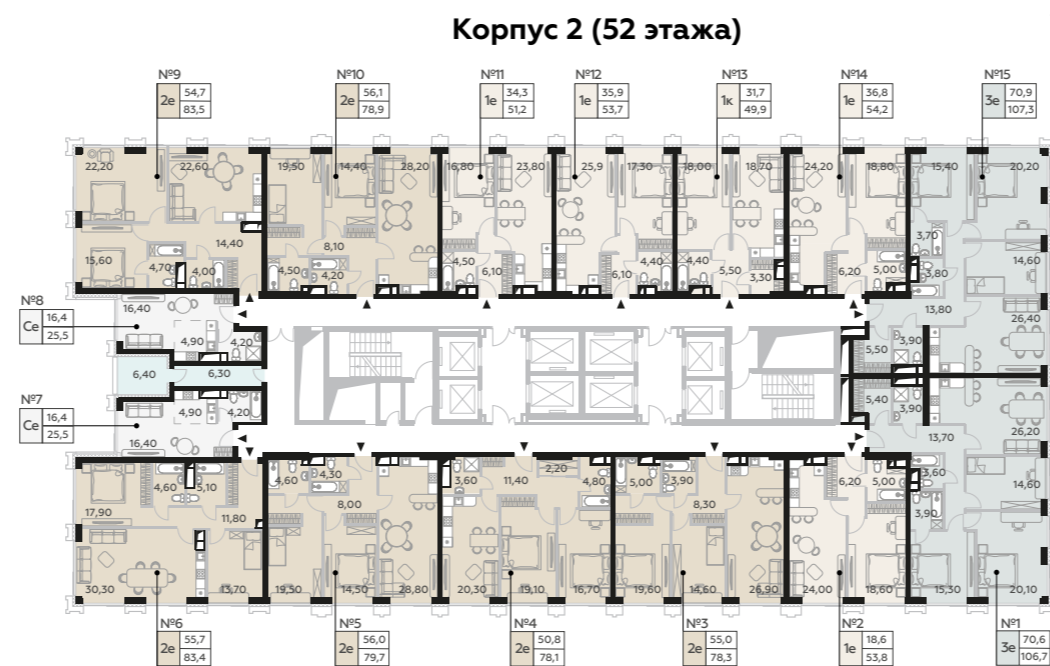 Корпус 2 (52 этажа)
№9 №10 №11 №12 №13 №14 №15
2е 54,7 83,5
2е 56,1 78,9
1е 34,3 51,2
1е 35,9 53,7
1к 31,7 49,9
1е 36,8 54,2
3е 70,9 107,3
22,20 22,60 19,50 14,40 28,20 16,80 23,80 25,9 17,30 18,00 18,70 24,20 18,80 15,40 20,20
15,60 4,70 4,00 14,40 4,50 8,10 4,20 4,50 6,10 6,10 4,40 4,40 5,50 3,30 6,20 5,00 3,70 3,80 14,60
№8
Се 16,4 25,5
16,40 4,90 4,20 13,80 26,40
5,50 3,90
6,40 6,30
№7
Се 16,4 25,5
4,90 4,20 5,40 3,90
16,40 13,70 26,20
4,60 5,10 4,60 4,30 3,60 11,40 2,20 4,80 5,00 3,90 6,20 5,00 3,60
17,90 11,80 8,00 8,30 3,90 14,60
30,30 13,70 19,50 14,50 28,80 20,30 19,10 16,70 19,60 14,60 26,90 24,00 18,60 15,30 20,10
№6 №5 №4 №3 №2 №1
2е 55,7 83,4
2е 56,0 79,7
2е 50,8 78,1
2е 55,0 78,3
1е 18,6 53,8
3е 70,6 106,7